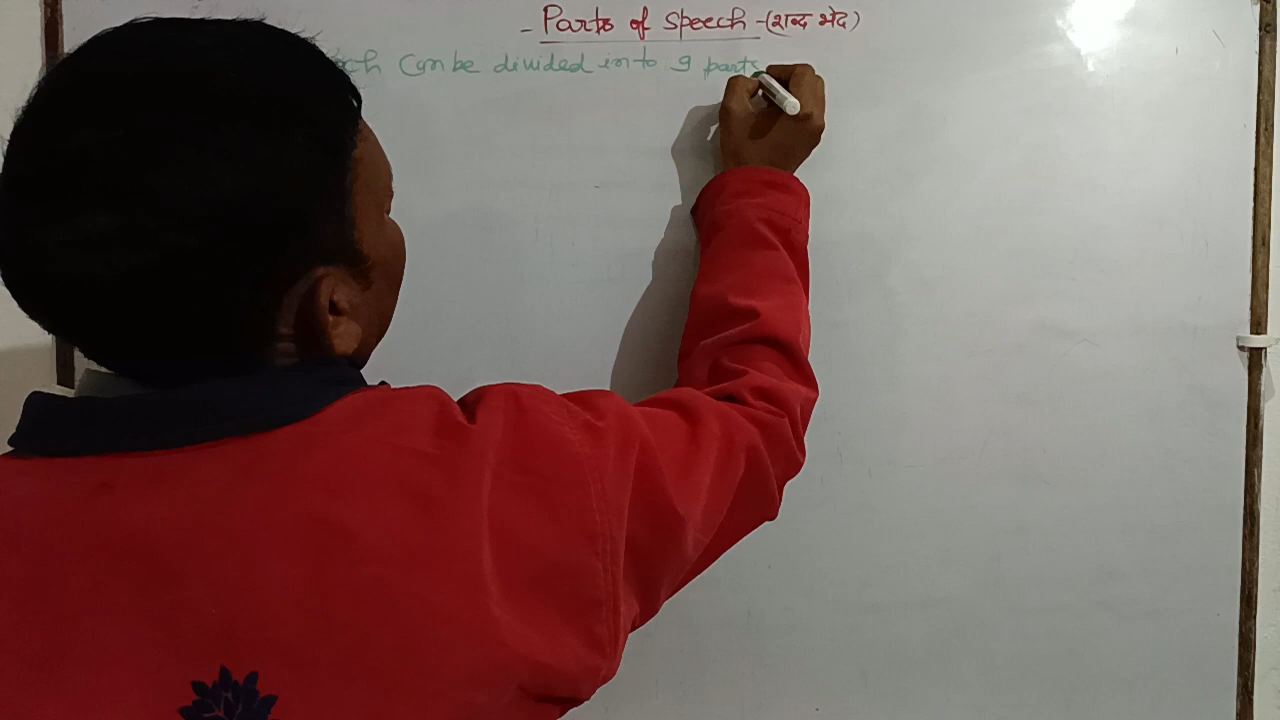 - Parts of Speech - (शब्द भेद)
can be divided into 9 parts